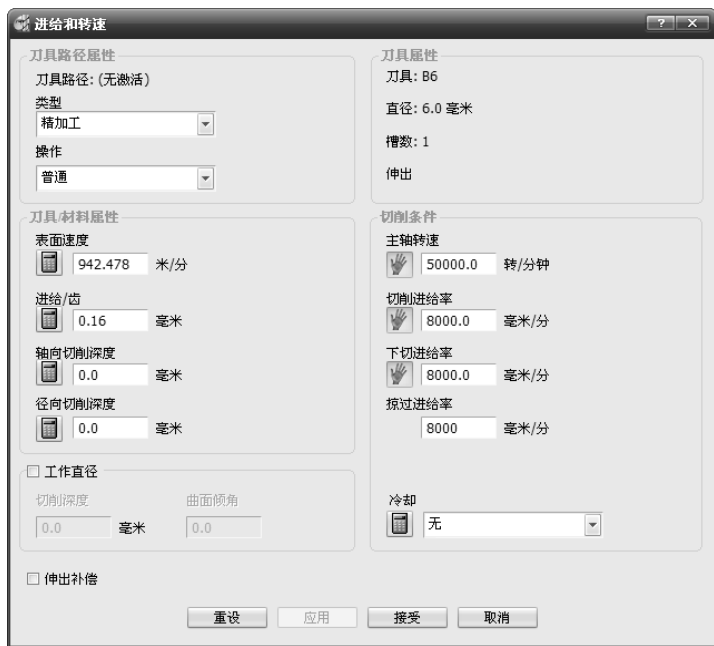 进给和转速
刀具路径属性
刀具路径: (无激活)
类型
精加工
操作
普通
刀具属性
刀具: B6
直径: 6.0 毫米
槽数: 1
伸出
刀具/材料属性
表面速度
942.478 米/分
进给/齿
0.16 毫米
轴向切削深度
0.0 毫米
径向切削深度
0.0 毫米
切削条件
主轴转速
50000.0 转/分钟
切削进给率
8000.0 毫米/分
下切进给率
8000.0 毫米/分
掠过进给率
8000 毫米/分
工作直径
切削深度 曲面倾角
0.0 毫米 0.0
冷却
无
伸出补偿
重设 应用 接受 取消